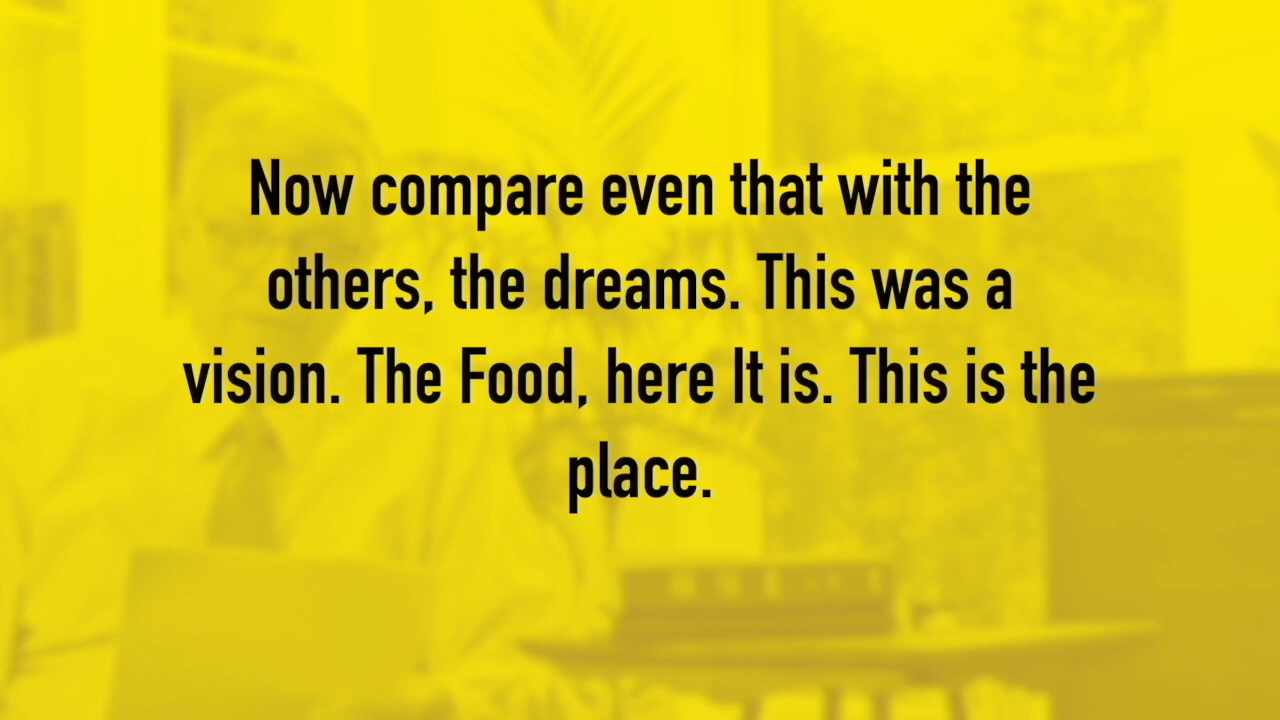 Now compare even that with the
others, the dreams. This was a
vision. The Food, here It is. This is the
place.